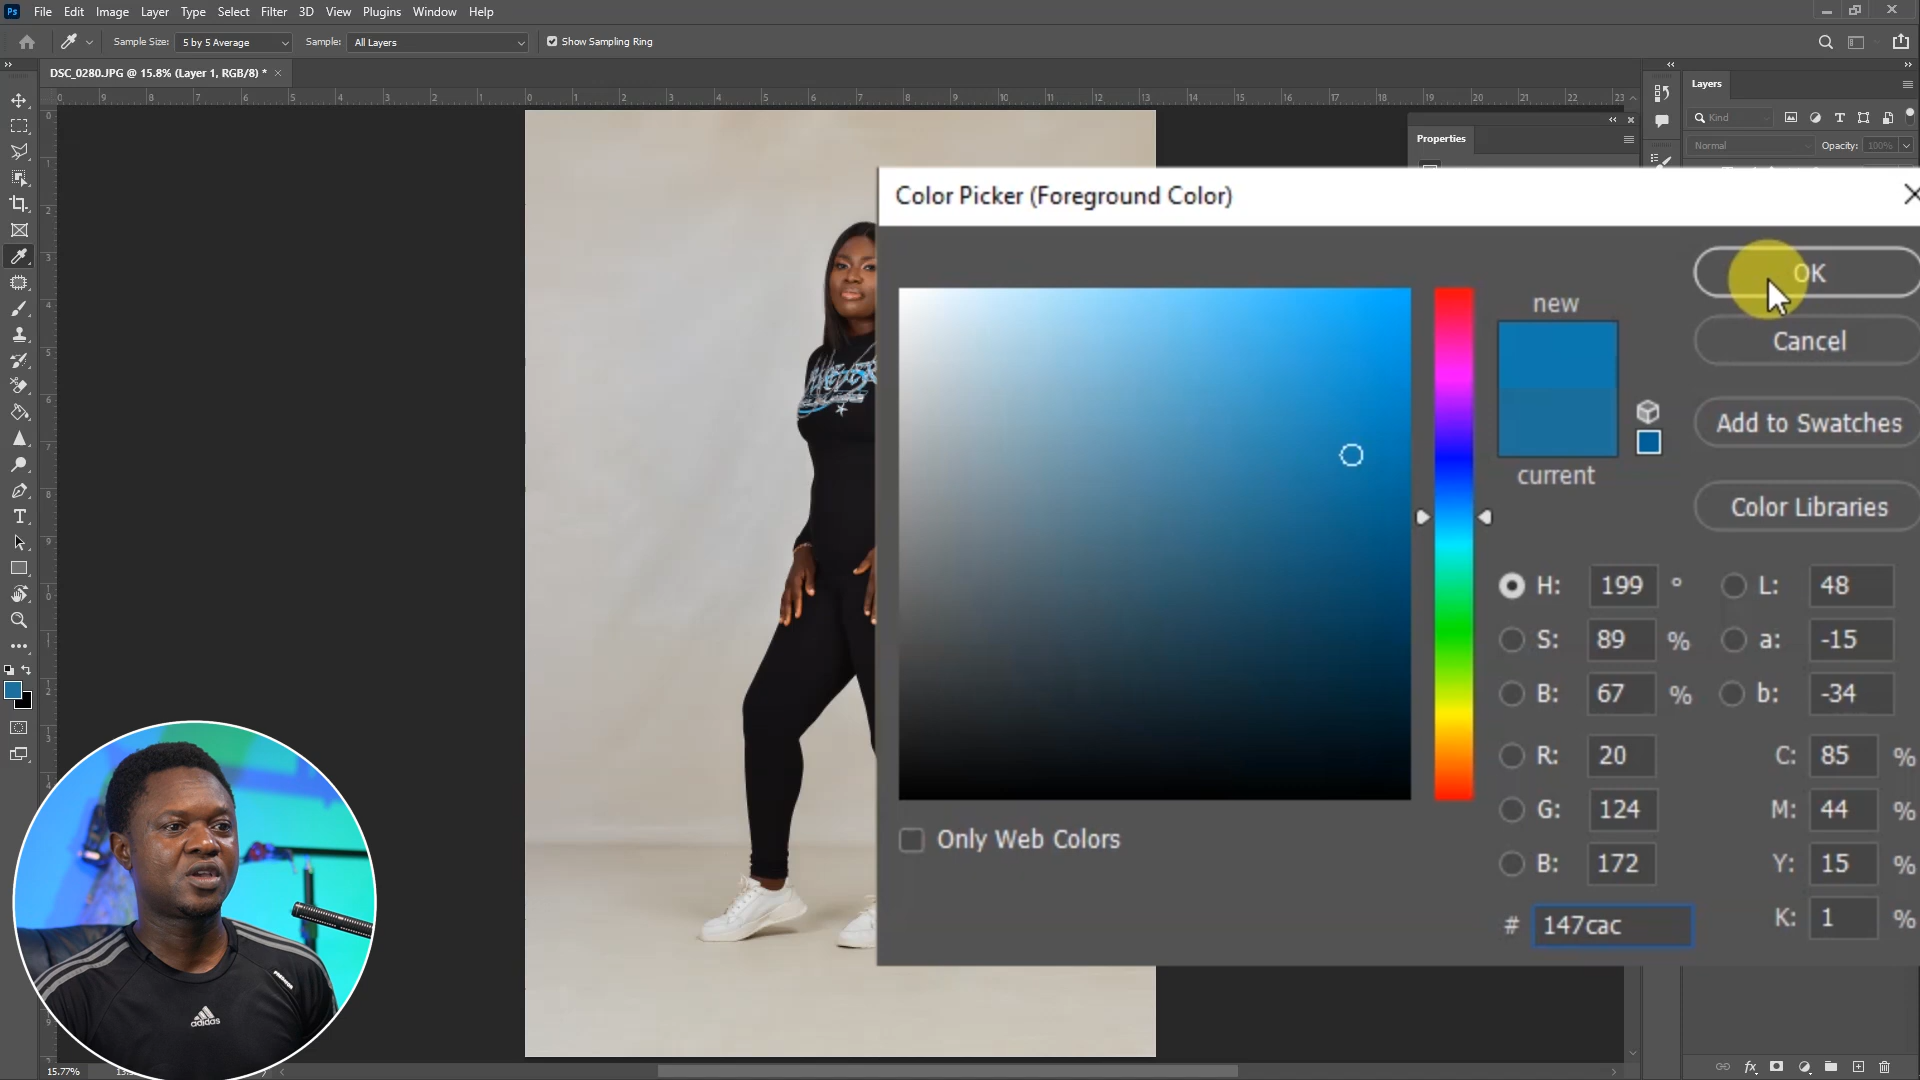 Ps File Edit Image Layer Type Select Filter 3D View Plugins Window Help
Sample Size: 5 by 5 Average Sample: All Layers Show Sampling Ring
DSC_0280.JPG @ 15.8% (Layer 1, RGB/8) * ×
Layers
Kind
Properties
Normal Opacity: 100%
Color Picker (Foreground Color)
OK
new
Cancel
Add to Swatches
current
Color Libraries
H: 199 ° L: 48
S: 89 % a: -15
B: 67 % b: -34
R: 20 C: 85 %
G: 124 M: 44 %
B: 172 Y: 15 %
# 147cac K: 1 %
Only Web Colors
adidas
15.77%